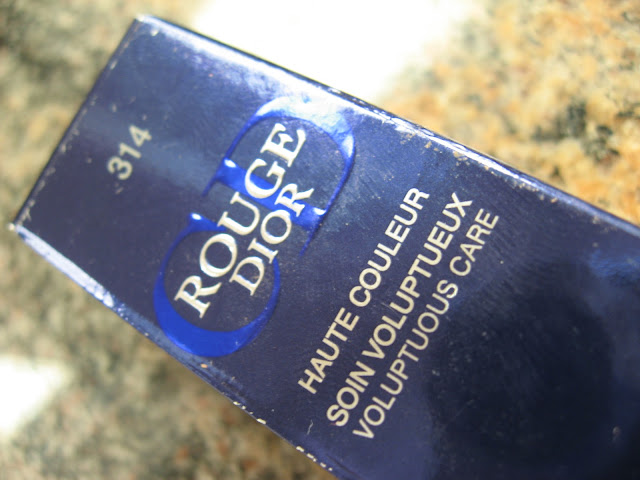 314
ROUGE
DIOR
HAUTE COULEUR
SOIN VOLUPTUEUX
VOLUPTUOUS CARE